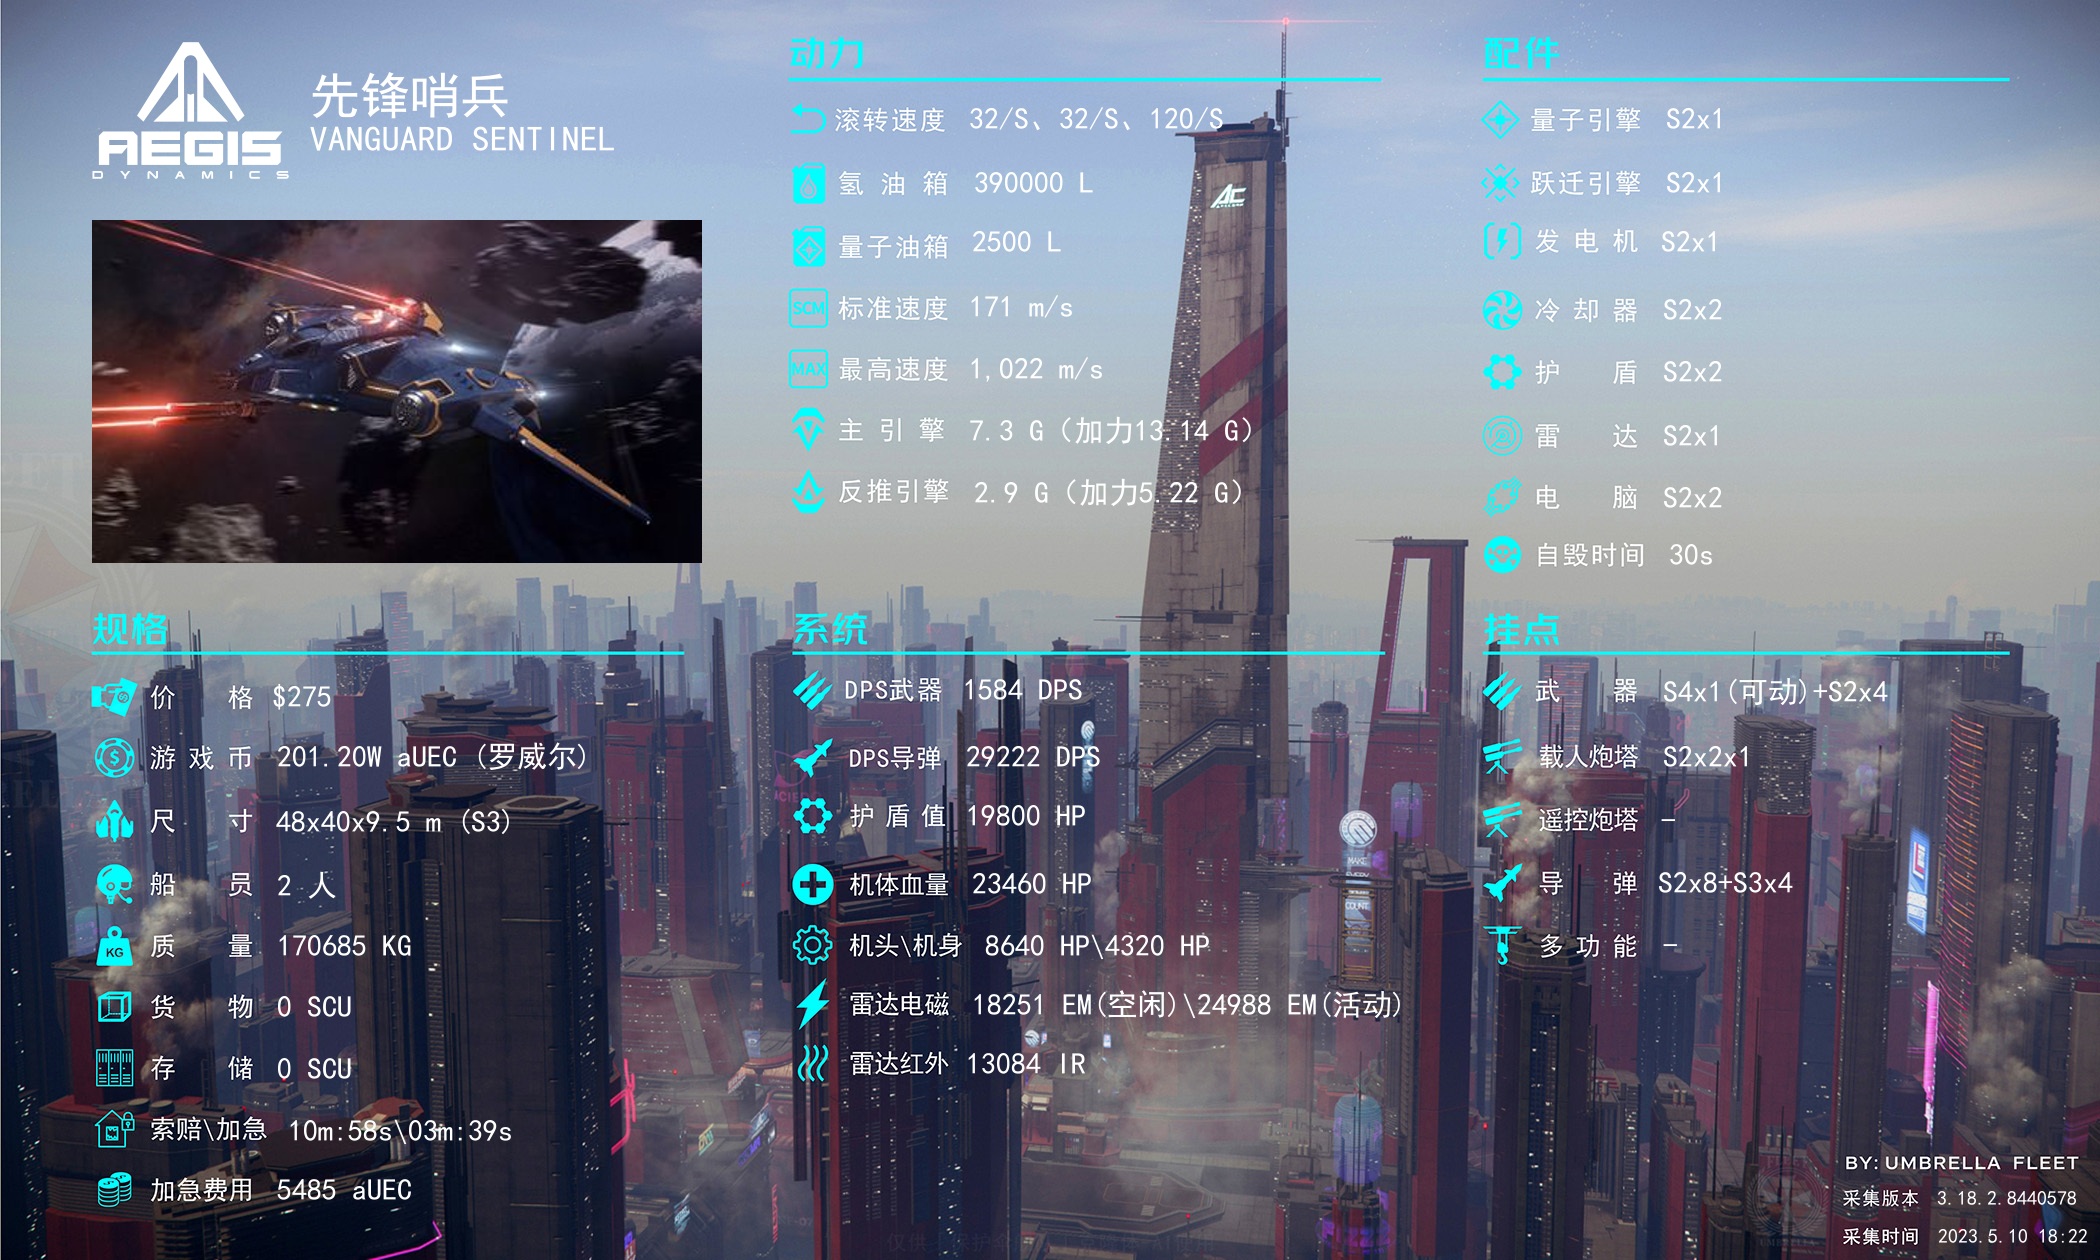 AEGIS
DYNAMICS
先锋哨兵
VANGUARD SENTINEL
动力
滚转速度 32/S、32/S、120/S
氢油箱 390000 L
量子油箱 2500 L
SCM 标准速度 171 m/s
MAX 最高速度 1,022 m/s
主引擎 7.3 G（加力13.14 G）
反推引擎 2.9 G（加力5.22 G）
配件
量子引擎 S2x1
跃迁引擎 S2x1
发电机 S2x1
冷却器 S2x2
护盾 S2x2
雷达 S2x1
电脑 S2x2
自毁时间 30s
规格
价格 $275
游戏币 201.20W aUEC (罗威尔)
尺寸 48x40x9.5 m (S3)
船员 2 人
KG 质量 170685 KG
货物 0 SCU
存储 0 SCU
索赔\加急 10m:58s\03m:39s
加急费用 5485 aUEC
系统
DPS武器 1584 DPS
DPS导弹 29222 DPS
护盾值 19800 HP
机体血量 23460 HP
机头\机身 8640 HP\4320 HP
雷达电磁 18251 EM(空闲)\24988 EM(活动)
雷达红外 13084 IR
挂点
武器 S4x1(可动)+S2x4
载人炮塔 S2x2x1
遥控炮塔 –
导弹 S2x8+S3x4
多功能 –
AC
MAKE
EVERY
COUNT
BY: UMBRELLA FLEET
采集版本 3.18.2.8440578
采集时间 2023.5.10 18:22